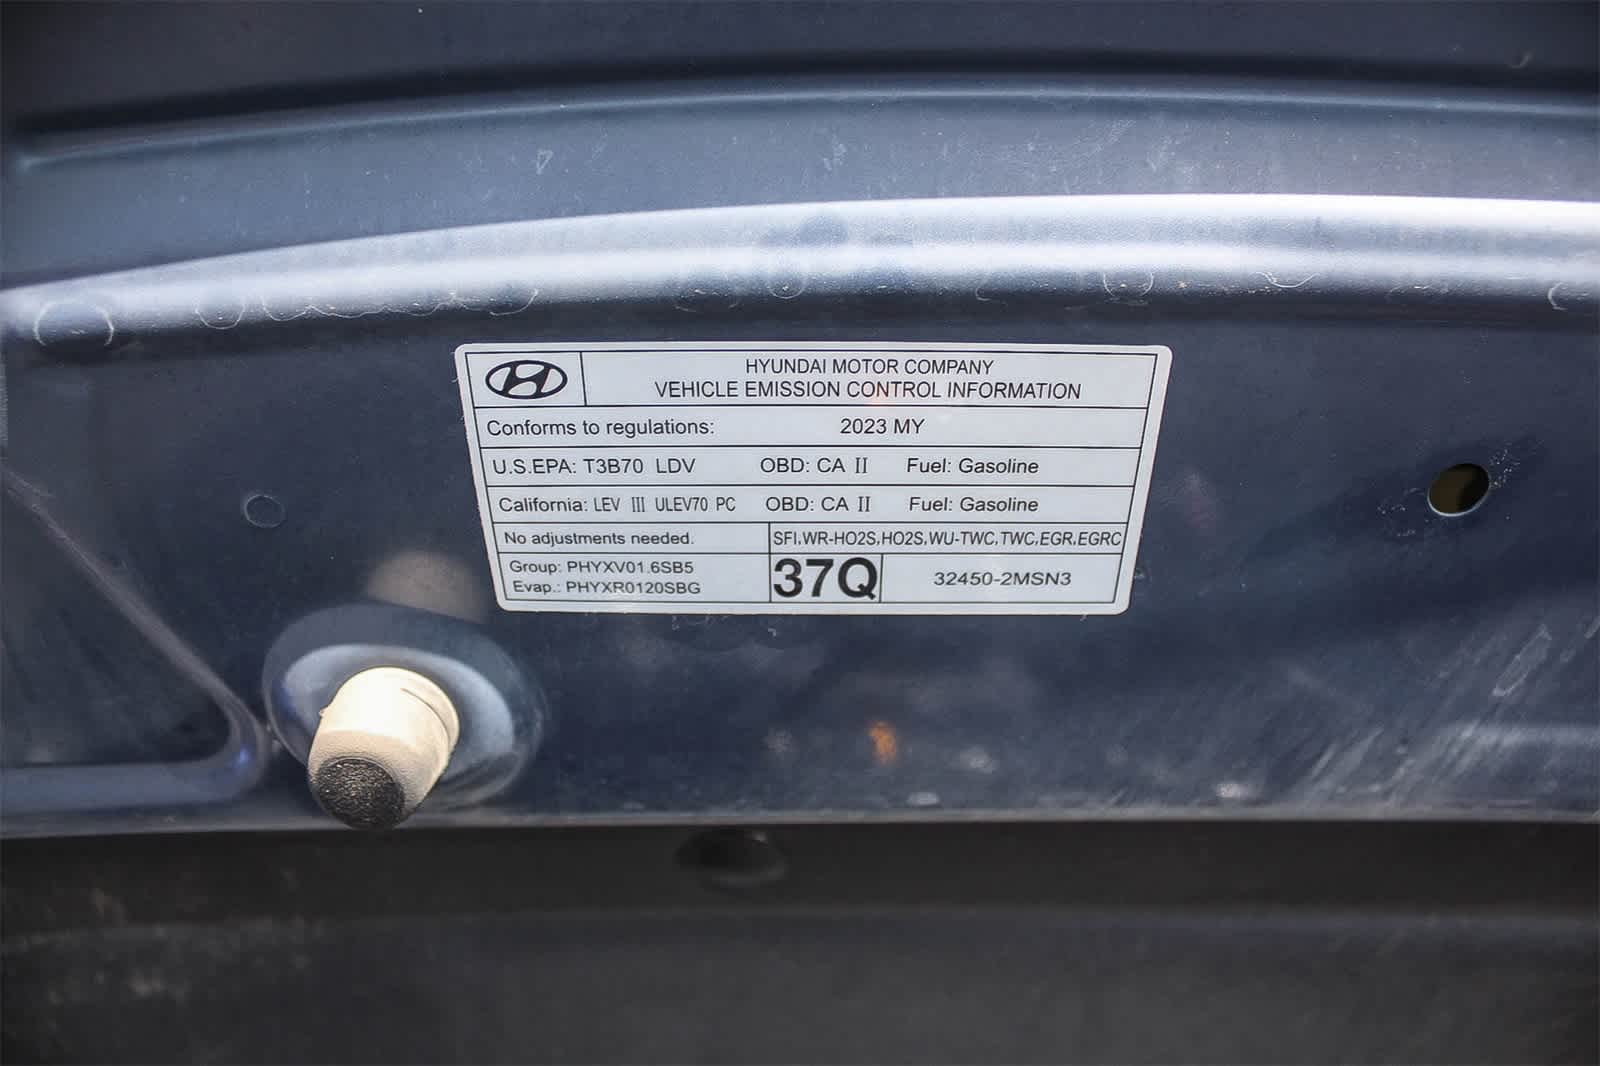 HYUNDAI MOTOR COMPANY
VEHICLE EMISSION CONTROL INFORMATION
Conforms to regulations: 2023 MY
U.S.EPA: T3B70 LDV OBD: CA II Fuel: Gasoline
California: LEV III ULEV70 PC OBD: CA II Fuel: Gasoline
No adjustments needed. SFI,WR-HO2S,HO2S,WU-TWC,TWC,EGR,EGRC
Group: PHYXV01.6SB5
Evap.: PHYXR0120SBG
37Q 32450-2MSN3